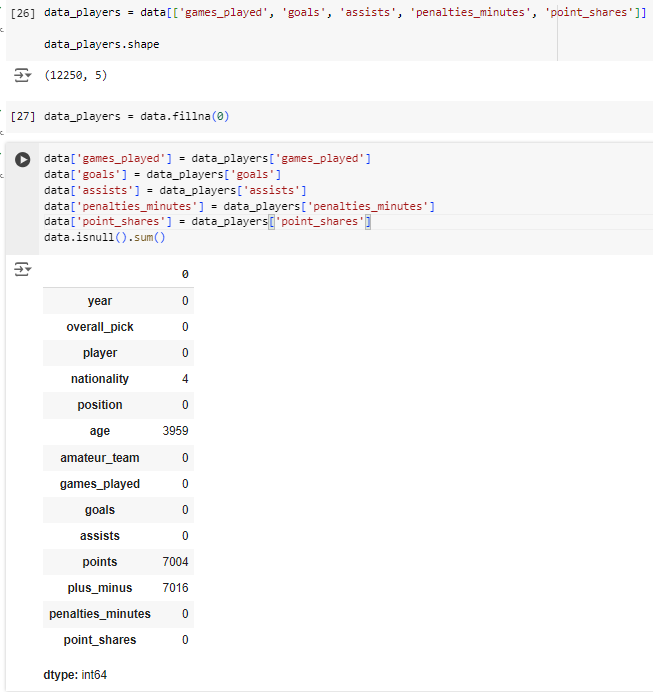 [26] data_players = data[['games_played', 'goals', 'assists', 'penalties_minutes', 'point_shares']]
data_players.shape
(12250, 5)
[27] data_players = data.fillna(0)
data['games_played'] = data_players['games_played']
data['goals'] = data_players['goals']
data['assists'] = data_players['assists']
data['penalties_minutes'] = data_players['penalties_minutes']
data['point_shares'] = data_players['point_shares']
data.isnull().sum()
0
year 0
overall_pick 0
player 0
nationality 4
position 0
age 3959
amateur_team 0
games_played 0
goals 0
assists 0
points 7004
plus_minus 7016
penalties_minutes 0
point_shares 0
dtype: int64